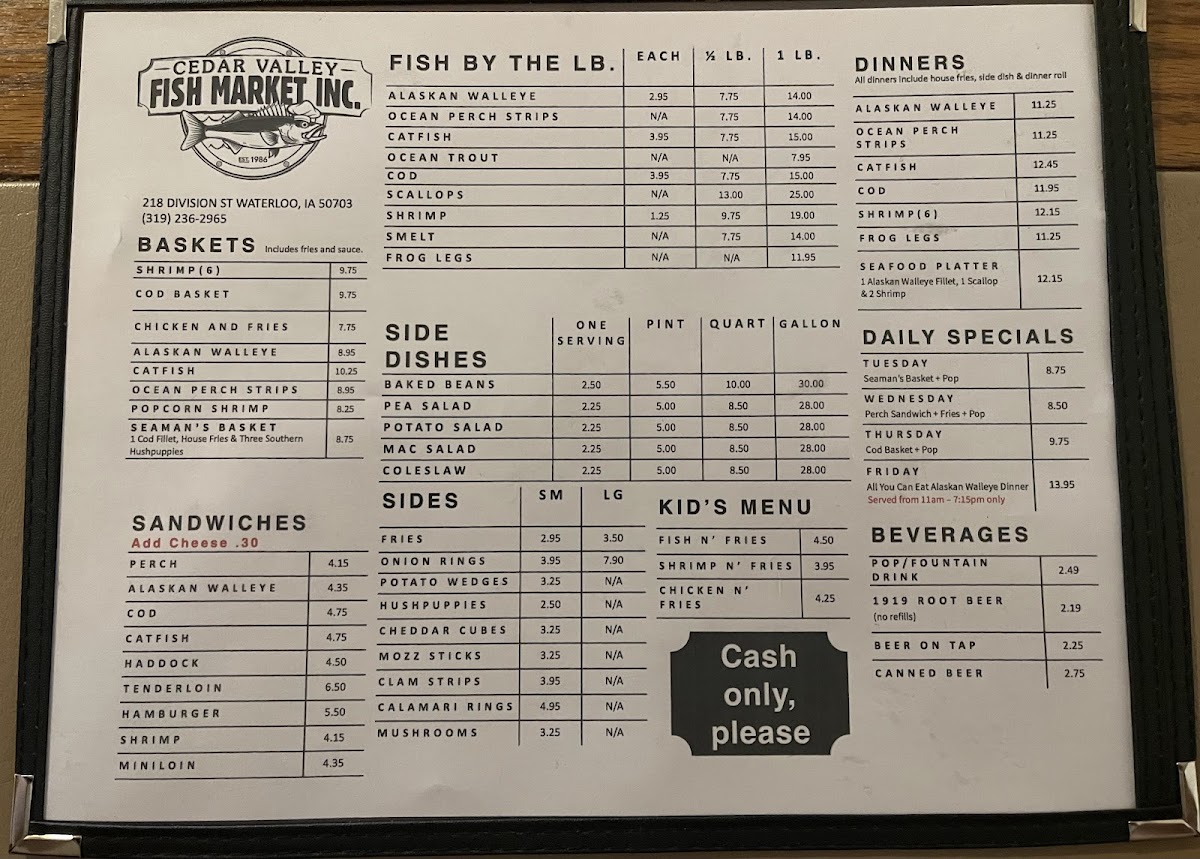 CEDAR VALLEY
FISH MARKET INC.
EST. 1986
218 DIVISION ST WATERLOO, IA 50703
(319) 236-2965
BASKETS Includes fries and sauce.
SHRIMP(6) 9.75
COD BASKET 9.75
CHICKEN AND FRIES 7.75
ALASKAN WALLEYE 8.95
CATFISH 10.25
OCEAN PERCH STRIPS 8.95
POPCORN SHRIMP 8.25
SEAMAN'S BASKET
1 Cod Fillet, House Fries & Three Southern 8.75
Hushpuppies
SANDWICHES
Add Cheese .30
PERCH 4.15
ALASKAN WALLEYE 4.35
COD 4.75
CATFISH 4.75
HADDOCK 4.50
TENDERLOIN 6.50
HAMBURGER 5.50
SHRIMP 4.15
MINILOIN 4.35
FISH BY THE LB. EACH ½ LB. 1 LB.
ALASKAN WALLEYE 2.95 7.75 14.00
OCEAN PERCH STRIPS N/A 7.75 14.00
CATFISH 3.95 7.75 15.00
OCEAN TROUT N/A N/A 7.95
COD 3.95 7.75 15.00
SCALLOPS N/A 13.00 25.00
SHRIMP 1.25 9.75 19.00
SMELT N/A 7.75 14.00
FROG LEGS N/A N/A 11.95
SIDE
DISHES
ONE
SERVING
PINT QUART GALLON
BAKED BEANS 2.50 5.50 10.00 30.00
PEA SALAD 2.25 5.00 8.50 28.00
POTATO SALAD 2.25 5.00 8.50 28.00
MAC SALAD 2.25 5.00 8.50 28.00
COLESLAW 2.25 5.00 8.50 28.00
SIDES SM LG
FRIES 2.95 3.50
ONION RINGS 3.95 7.90
POTATO WEDGES 3.25 N/A
HUSHPUPPIES 2.50 N/A
CHEDDAR CUBES 3.25 N/A
MOZZ STICKS 3.25 N/A
CLAM STRIPS 3.95 N/A
CALAMARI RINGS 4.95 N/A
MUSHROOMS 3.25 N/A
KID'S MENU
FISH N' FRIES 4.50
SHRIMP N' FRIES 3.95
CHICKEN N'
FRIES 4.25
Cash
only,
please
DINNERS
All dinners include house fries, side dish & dinner roll
ALASKAN WALLEYE 11.25
OCEAN PERCH
STRIPS 11.25
CATFISH 12.45
COD 11.95
SHRIMP(6) 12.15
FROG LEGS 11.25
SEAFOOD PLATTER
1 Alaskan Walleye Fillet, 1 Scallop 12.15
& 2 Shrimp
DAILY SPECIALS
TUESDAY
Seaman's Basket + Pop 8.75
WEDNESDAY
Perch Sandwich + Fries + Pop 8.50
THURSDAY
Cod Basket + Pop 9.75
FRIDAY
All You Can Eat Alaskan Walleye Dinner 13.95
Served from 11am – 7:15pm only
BEVERAGES
POP/FOUNTAIN
DRINK 2.49
1919 ROOT BEER 2.19
(no refills)
BEER ON TAP 2.25
CANNED BEER 2.75